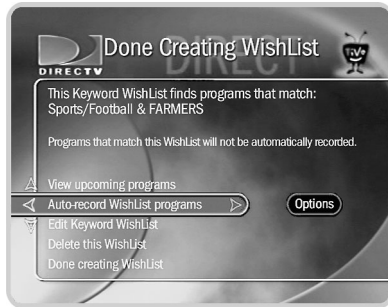 Done Creating WishList
DIRECT
DIRECTV
TiVo
This Keyword WishList finds programs that match:
Sports/Football & FARMERS
Programs that match this WishList will not be automatically recorded.
View upcoming programs
Auto-record WishList programs
Options
Edit Keyword WishList
Delete this WishList
Done creating WishList